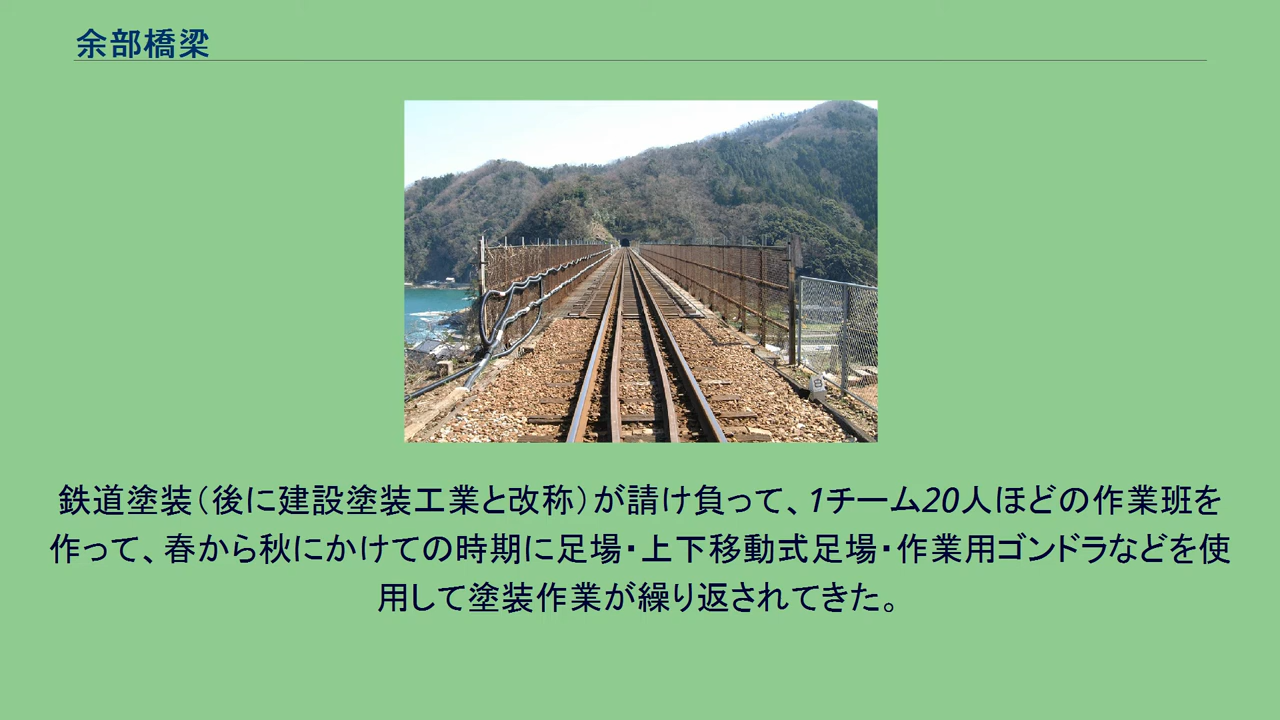 余部橋梁
鉄道塗装（後に建設塗装工業と改称）が請け負って、1チーム20人ほどの作業班を
作って、春から秋にかけての時期に足場・上下移動式足場・作業用ゴンドラなどを使
用して塗装作業が繰り返されてきた。